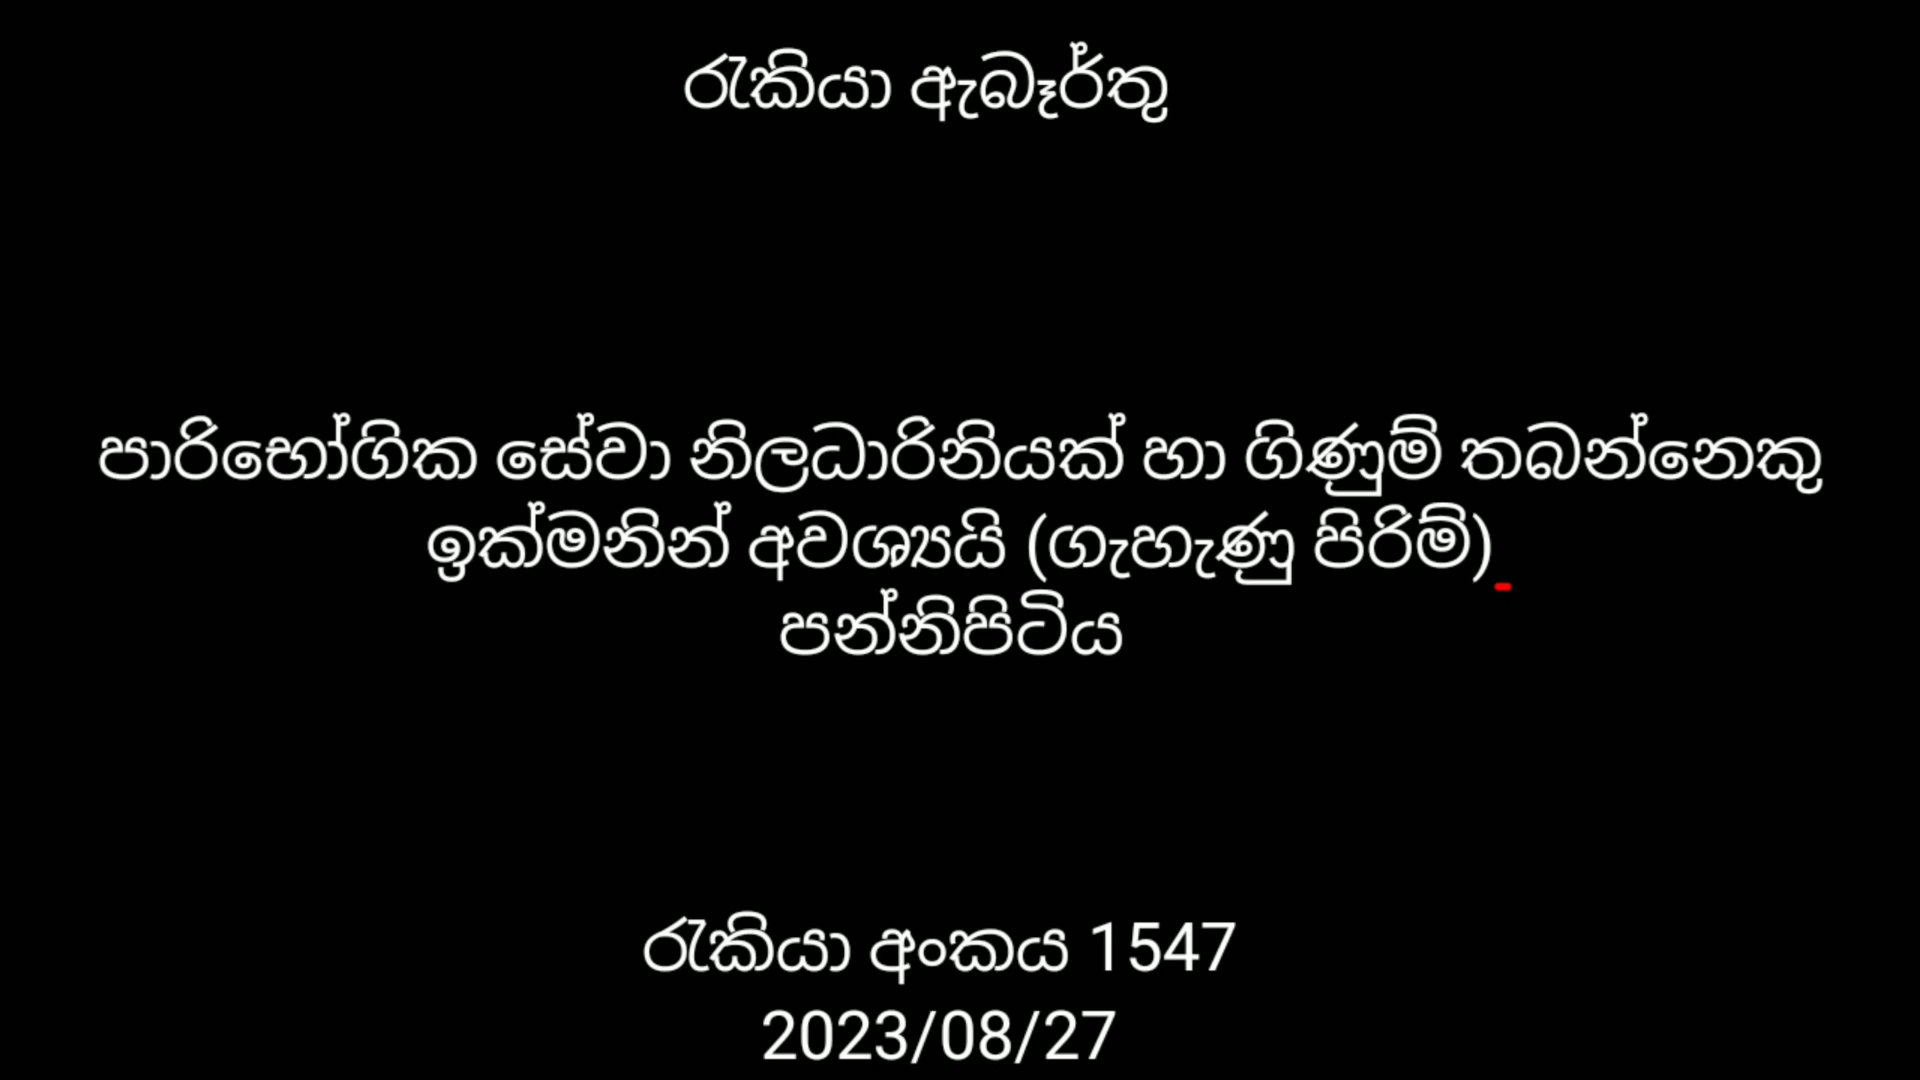 රැකියා ඇබෑර්තු
පාරිභෝගික සේවා නිලධාරිනියක් හා ගිණුම් තබන්නෙකු
ඉක්මනින් අවශ්‍යයි (ගැහැණු පිරිමි)
පන්නිපිටිය
රැකියා අංකය 1547
2023/08/27